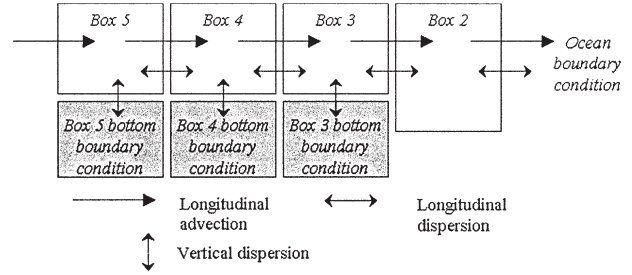 Box 5
Box 4
Box 3
Box 2
Ocean
boundary
condition
Box 5 bottom
boundary
condition
Box 4 bottom
boundary
condition
Box 3 bottom
boundary
condition
Longitudinal
advection
Longitudinal
dispersion
Vertical dispersion